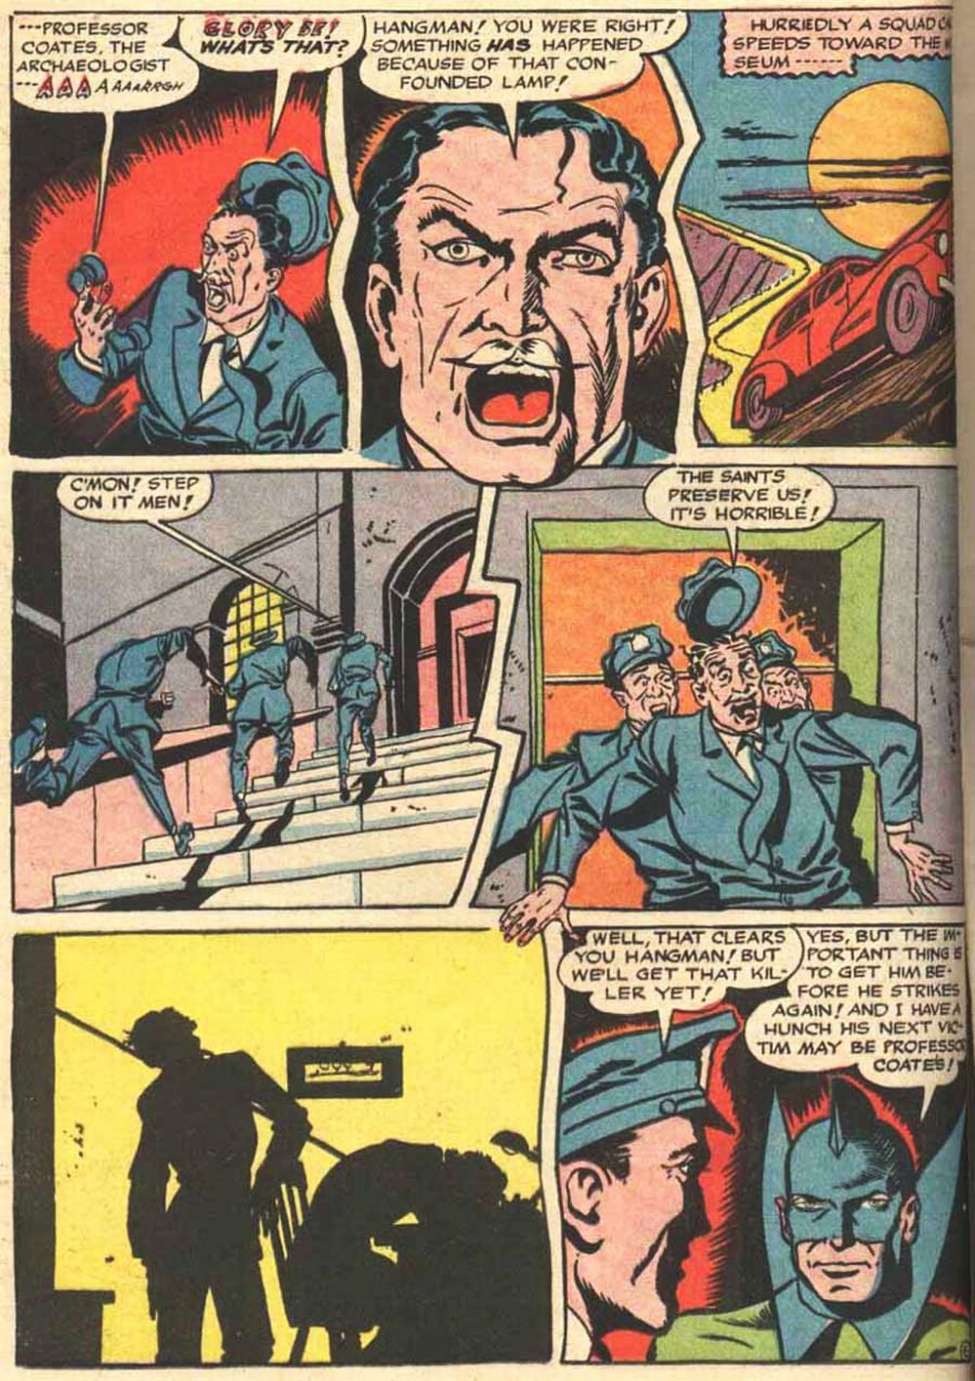 ---PROFESSOR
COATES, THE
ARCHAEOLOGIST
---AAAAAAARRGH
GLORY BE!
WHAT'S THAT?
HANGMAN! YOU WERE RIGHT!
SOMETHING HAS HAPPENED
BECAUSE OF THAT CON-
FOUNDED LAMP!
HURRIEDLY A SQUAD
SPEEDS TOWARD THE
SEUM------
C'MON! STEP
ON IT MEN!
THE SAINTS
PRESERVE US!
IT'S HORRIBLE!
WELL, THAT CLEARS
YOU HANGMAN! BUT
WE'LL GET THAT KIL-
LER YET!
YES, BUT THE IM-
PORTANT THING IS
TO GET HIM BE-
FORE HE STRIKES
AGAIN! AND I HAVE A
HUNCH HIS NEXT VIC-
TIM MAY BE PROFESSOR
COATES!